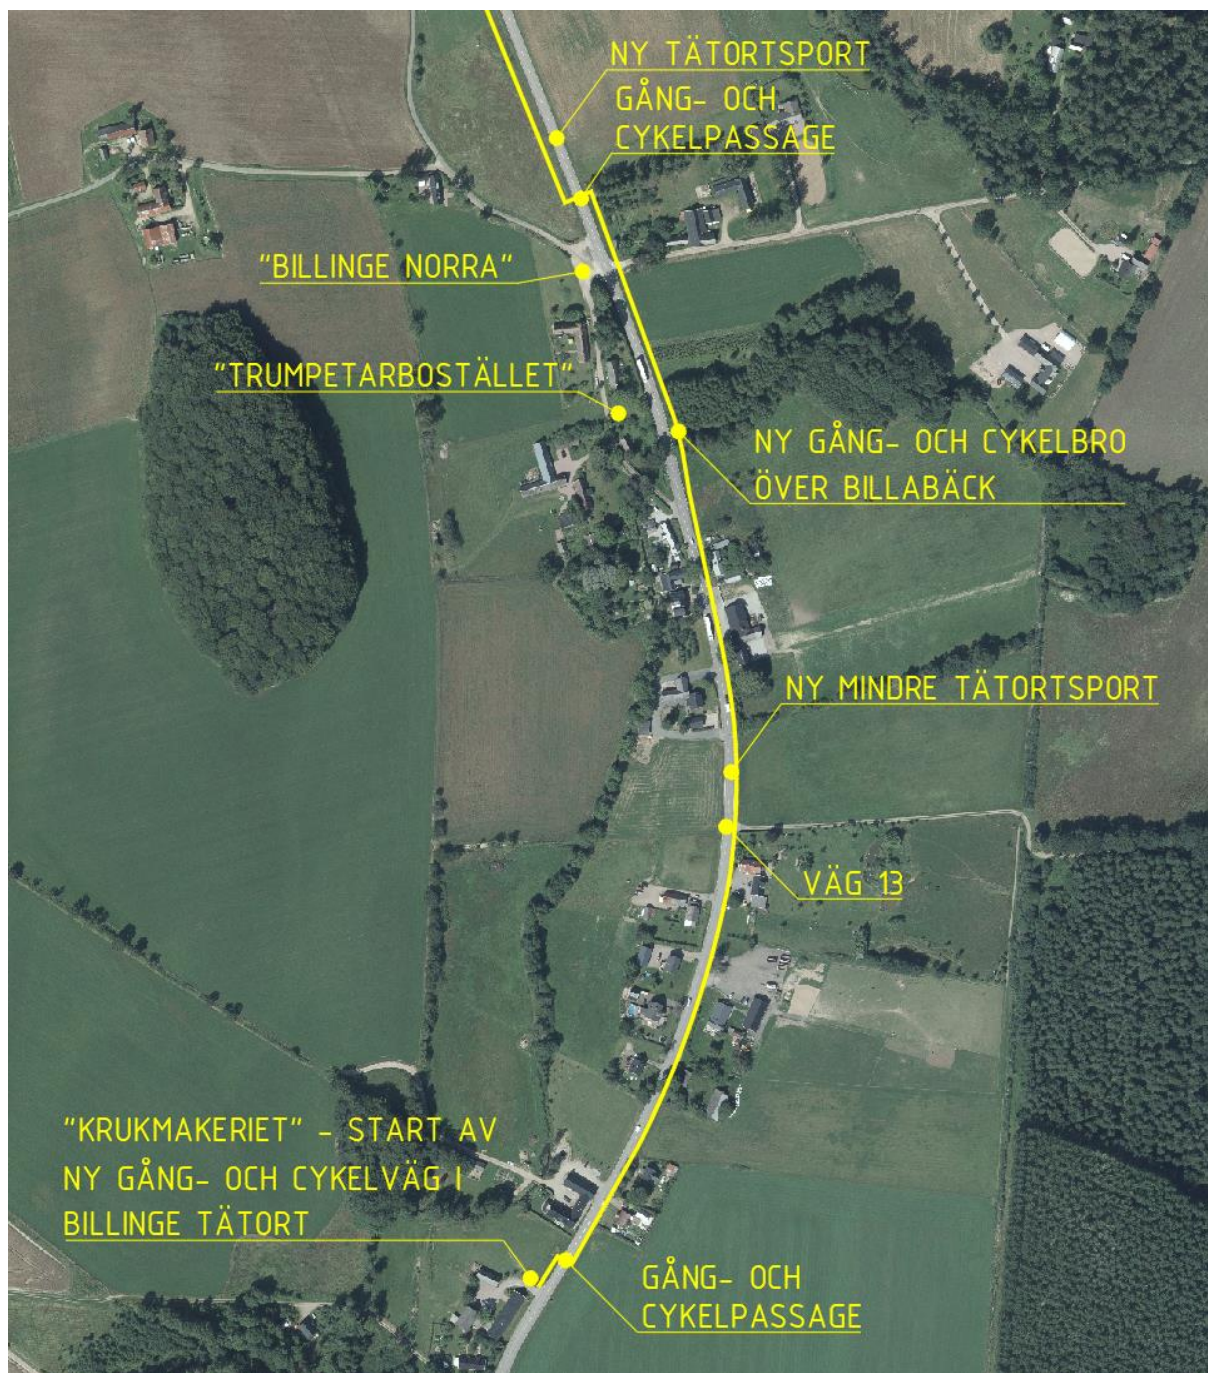 NY TÄTORTSPORT
GÅNG- OCH
CYKELPASSAGE
"BILLINGE NORRA"
"TRUMPETARBOSTÄLLET"
NY GÅNG- OCH CYKELBRO
ÖVER BILLABÄCK
NY MINDRE TÄTORTSPORT
VÄG 13
"KRUKMAKERIET" - START AV
NY GÅNG- OCH CYKELVÄG I
BILLINGE TÄTORT
GÅNG- OCH
CYKELPASSAGE